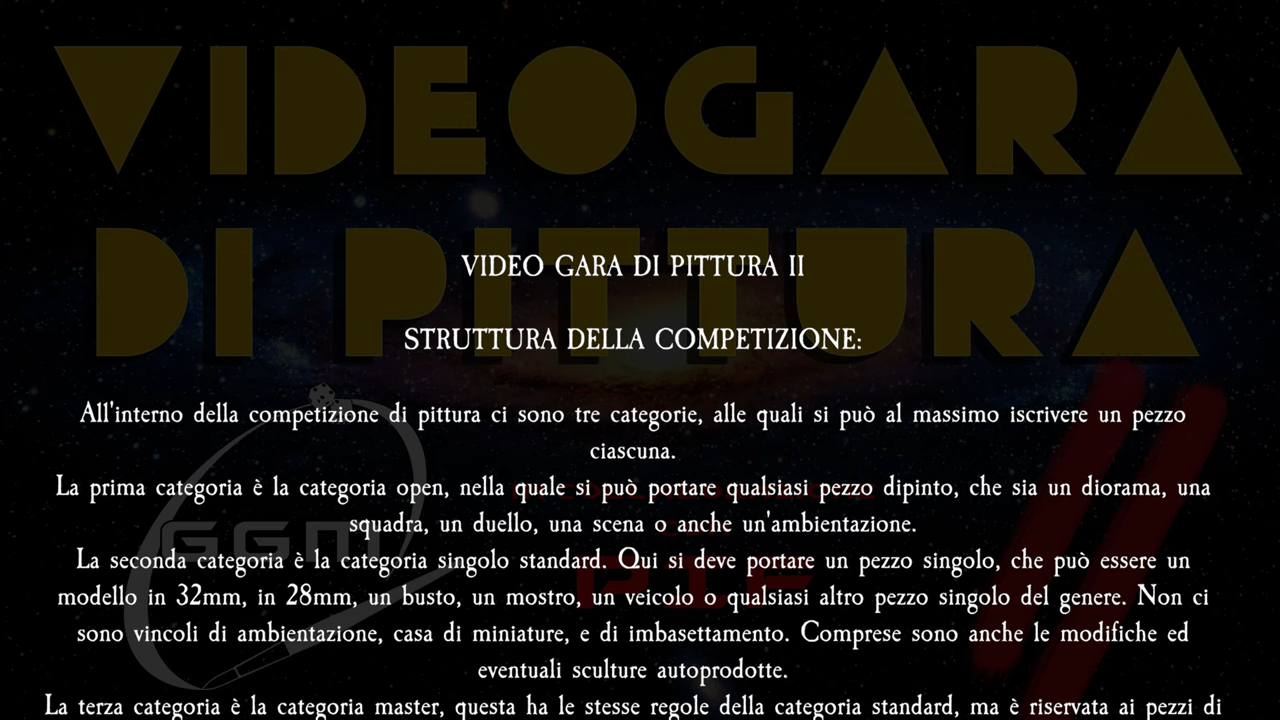 VIDEOGARA
DI PITTURA
VIDEO GARA DI PITTURA II
STRUTTURA DELLA COMPETIZIONE:
All'interno della competizione di pittura ci sono tre categorie, alle quali si può al massimo iscrivere un pezzo
ciascuna.
La prima categoria è la categoria open, nella quale si può portare qualsiasi pezzo dipinto, che sia un diorama, una
squadra, un duello, una scena o anche un'ambientazione.
La seconda categoria è la categoria singolo standard. Qui si deve portare un pezzo singolo, che può essere un
modello in 32mm, in 28mm, un busto, un mostro, un veicolo o qualsiasi altro pezzo singolo del genere. Non ci
sono vincoli di ambientazione, casa di miniature, e di imbasettamento. Comprese sono anche le modifiche ed
eventuali sculture autoprodotte.
La terza categoria è la categoria master, questa ha le stesse regole della categoria standard, ma è riservata ai pezzi di